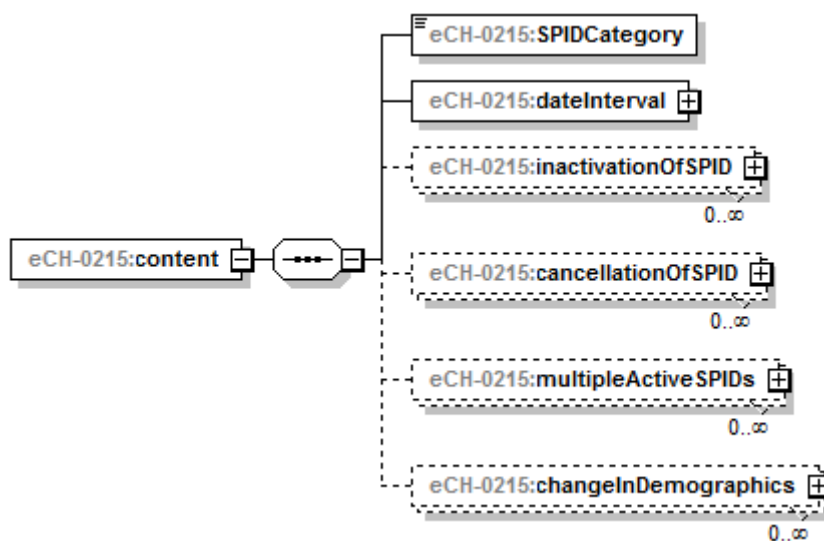 eCH-0215:SPIDCategory
eCH-0215:dateInterval
eCH-0215:inactivationOfSPID
0..∞
eCH-0215:content
eCH-0215:cancellationOfSPID
0..∞
eCH-0215:multipleActiveSPIDs
0..∞
eCH-0215:changeInDemographics
0..∞